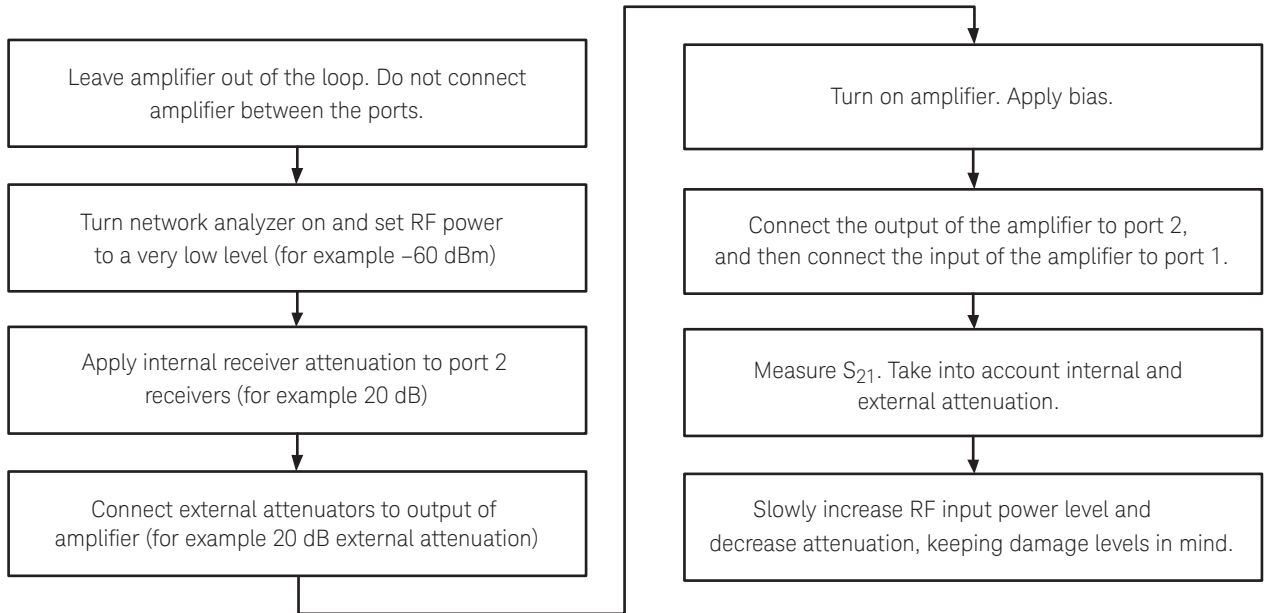 Leave amplifier out of the loop. Do not connect
amplifier between the ports.
Turn network analyzer on and set RF power
to a very low level (for example –60 dBm)
Apply internal receiver attenuation to port 2
receivers (for example 20 dB)
Connect external attenuators to output of
amplifier (for example 20 dB external attenuation)
Turn on amplifier. Apply bias.
Connect the output of the amplifier to port 2,
and then connect the input of the amplifier to port 1.
Measure S21. Take into account internal and
external attenuation.
Slowly increase RF input power level and
decrease attenuation, keeping damage levels in mind.